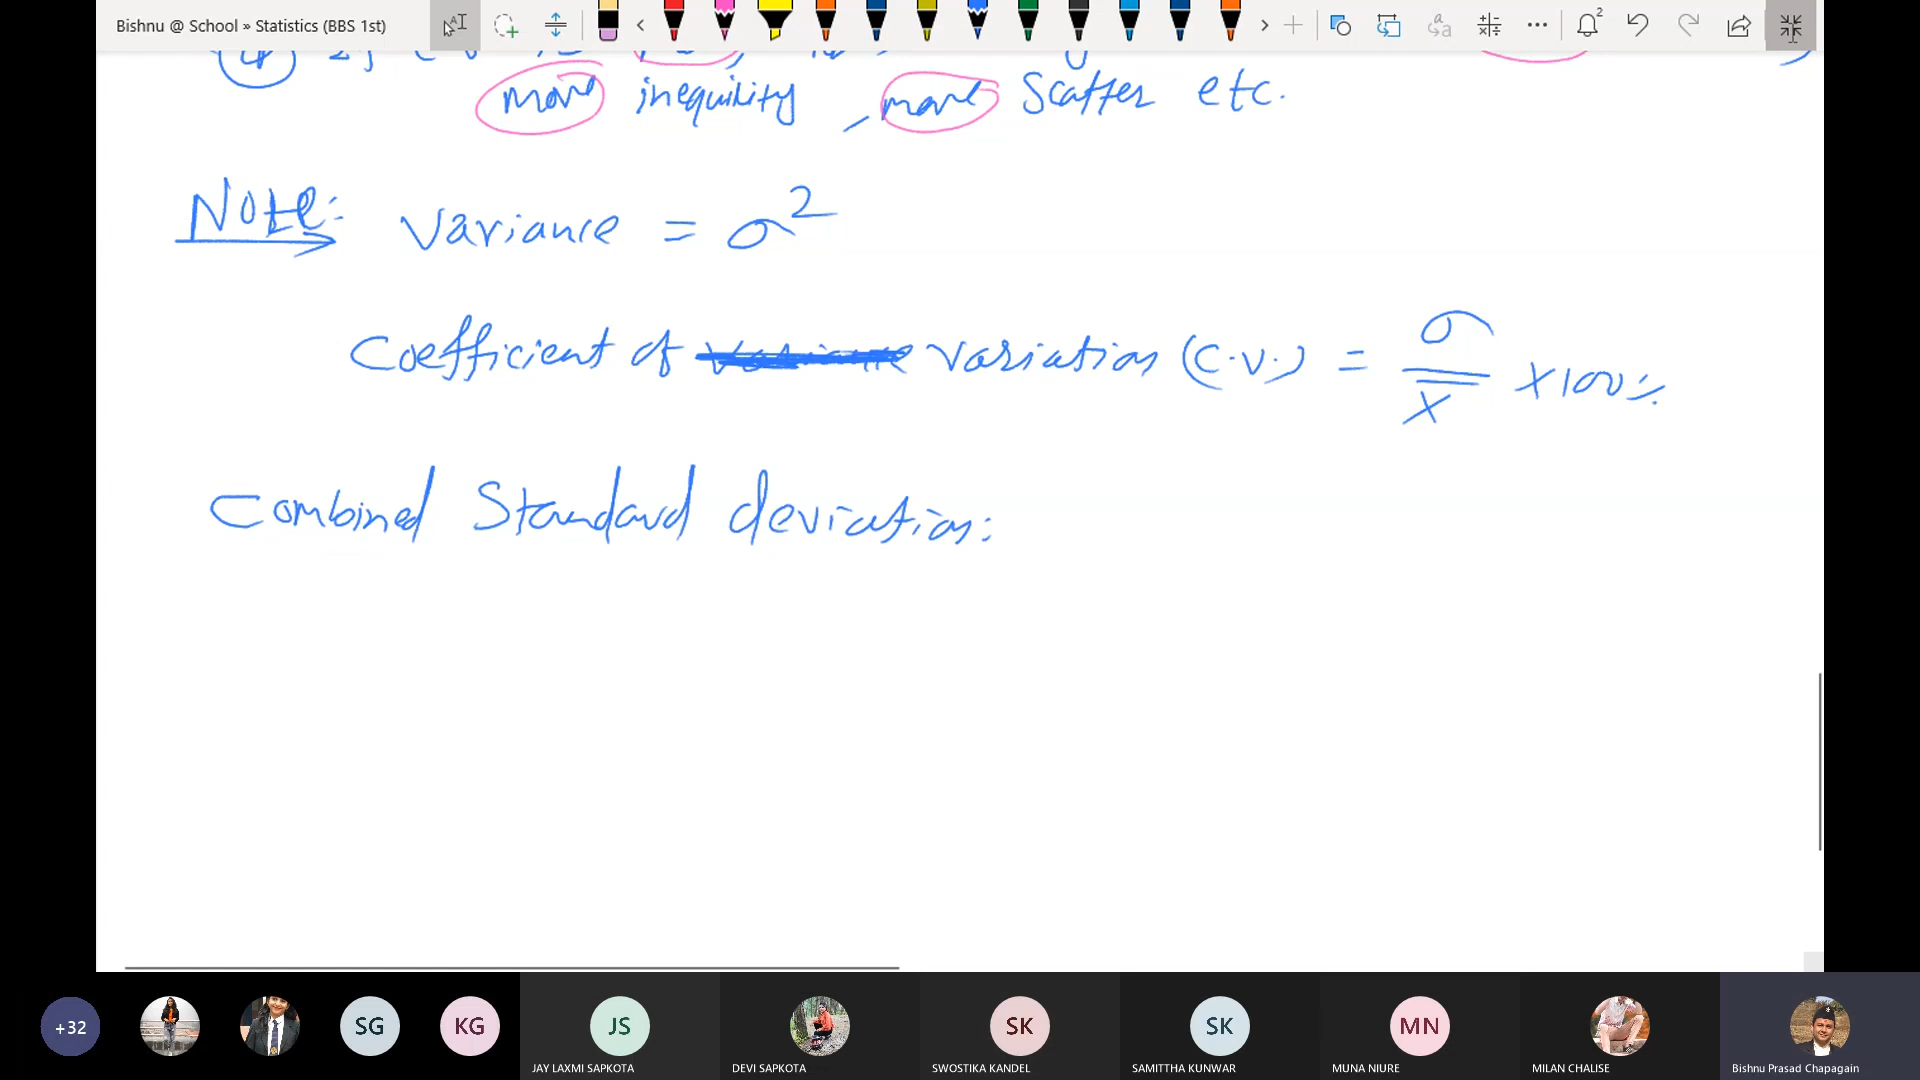 Bishnu @ School » Statistics (BBS 1st)
2
more inequility, more Scatter etc.
Note: Variance = σ²
Coefficient of Variation (C.V.) = σ/x̄ × 100%
Combined Standard deviation:
+32
SG
KG
JS
SK
SK
MN
JAY LAXMI SAPKOTA
DEVI SAPKOTA
SWOSTIKA KANDEL
SAMITTHA KUNWAR
MUNA NIURE
MILAN CHALISE
Bishnu Prasad Chapagain